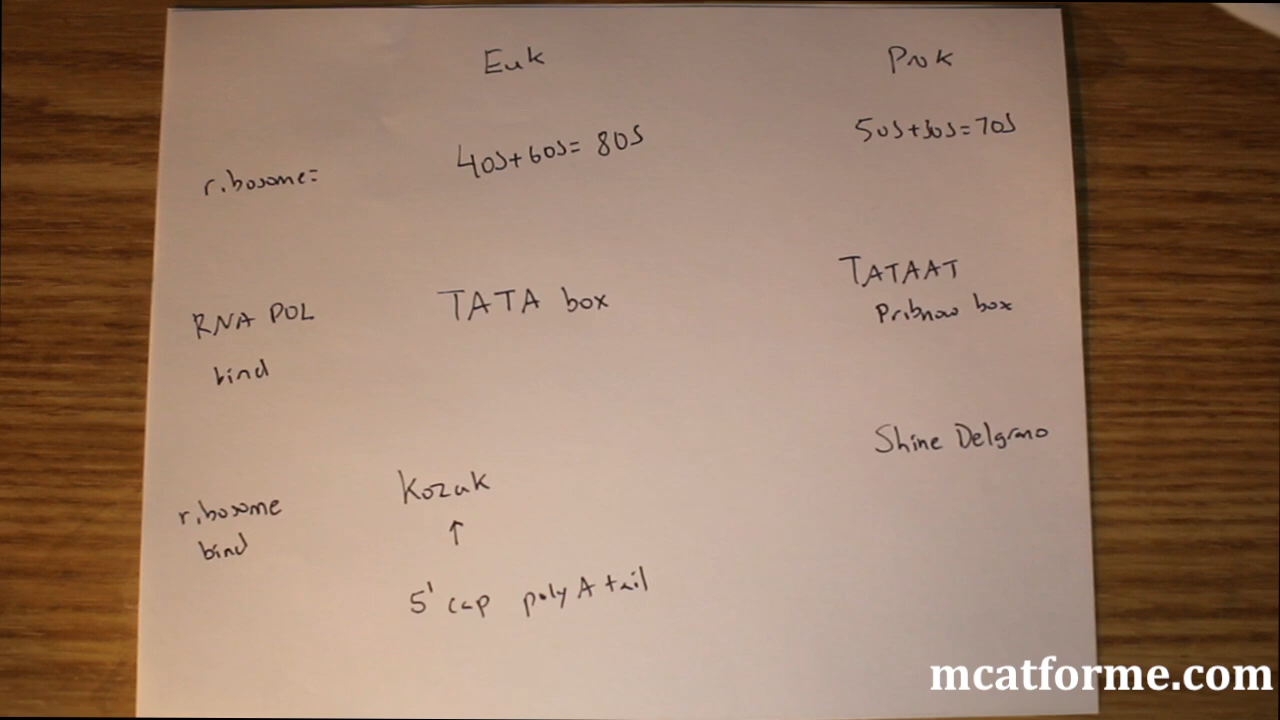 Euk Prok
ribosome= 40S+60S= 80S 50S+30S=70S
RNA POL bind TATA box TATAAT
Pribnow box
Shine Delgrano
ribosome bind Kozak
↑
5' cap poly A tail
mcatforme.com